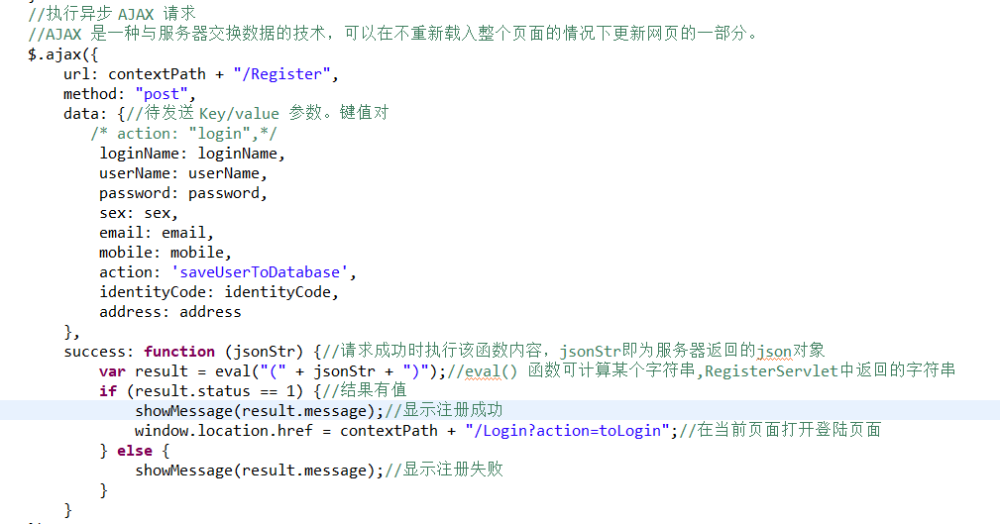 //执行异步 AJAX 请求
//AJAX 是一种与服务器交换数据的技术，可以在不重新载入整个页面的情况下更新网页的一部分。
$.ajax({
url: contextPath + "/Register",
method: "post",
data: {//待发送 Key/value 参数。键值对
/* action: "login",*/
loginName: loginName,
userName: userName,
password: password,
sex: sex,
email: email,
mobile: mobile,
action: 'saveUserToDatabase',
identityCode: identityCode,
address: address
},
success: function (jsonStr) {//请求成功时执行该函数内容，jsonStr即为服务器返回的json对象
var result = eval("(" + jsonStr + ")");//eval() 函数可计算某个字符串,RegisterServlet中返回的字符串
if (result.status == 1) {//结果有值
showMessage(result.message);//显示注册成功
window.location.href = contextPath + "/Login?action=toLogin";//在当前页面打开登陆页面
} else {
showMessage(result.message);//显示注册失败
}
}